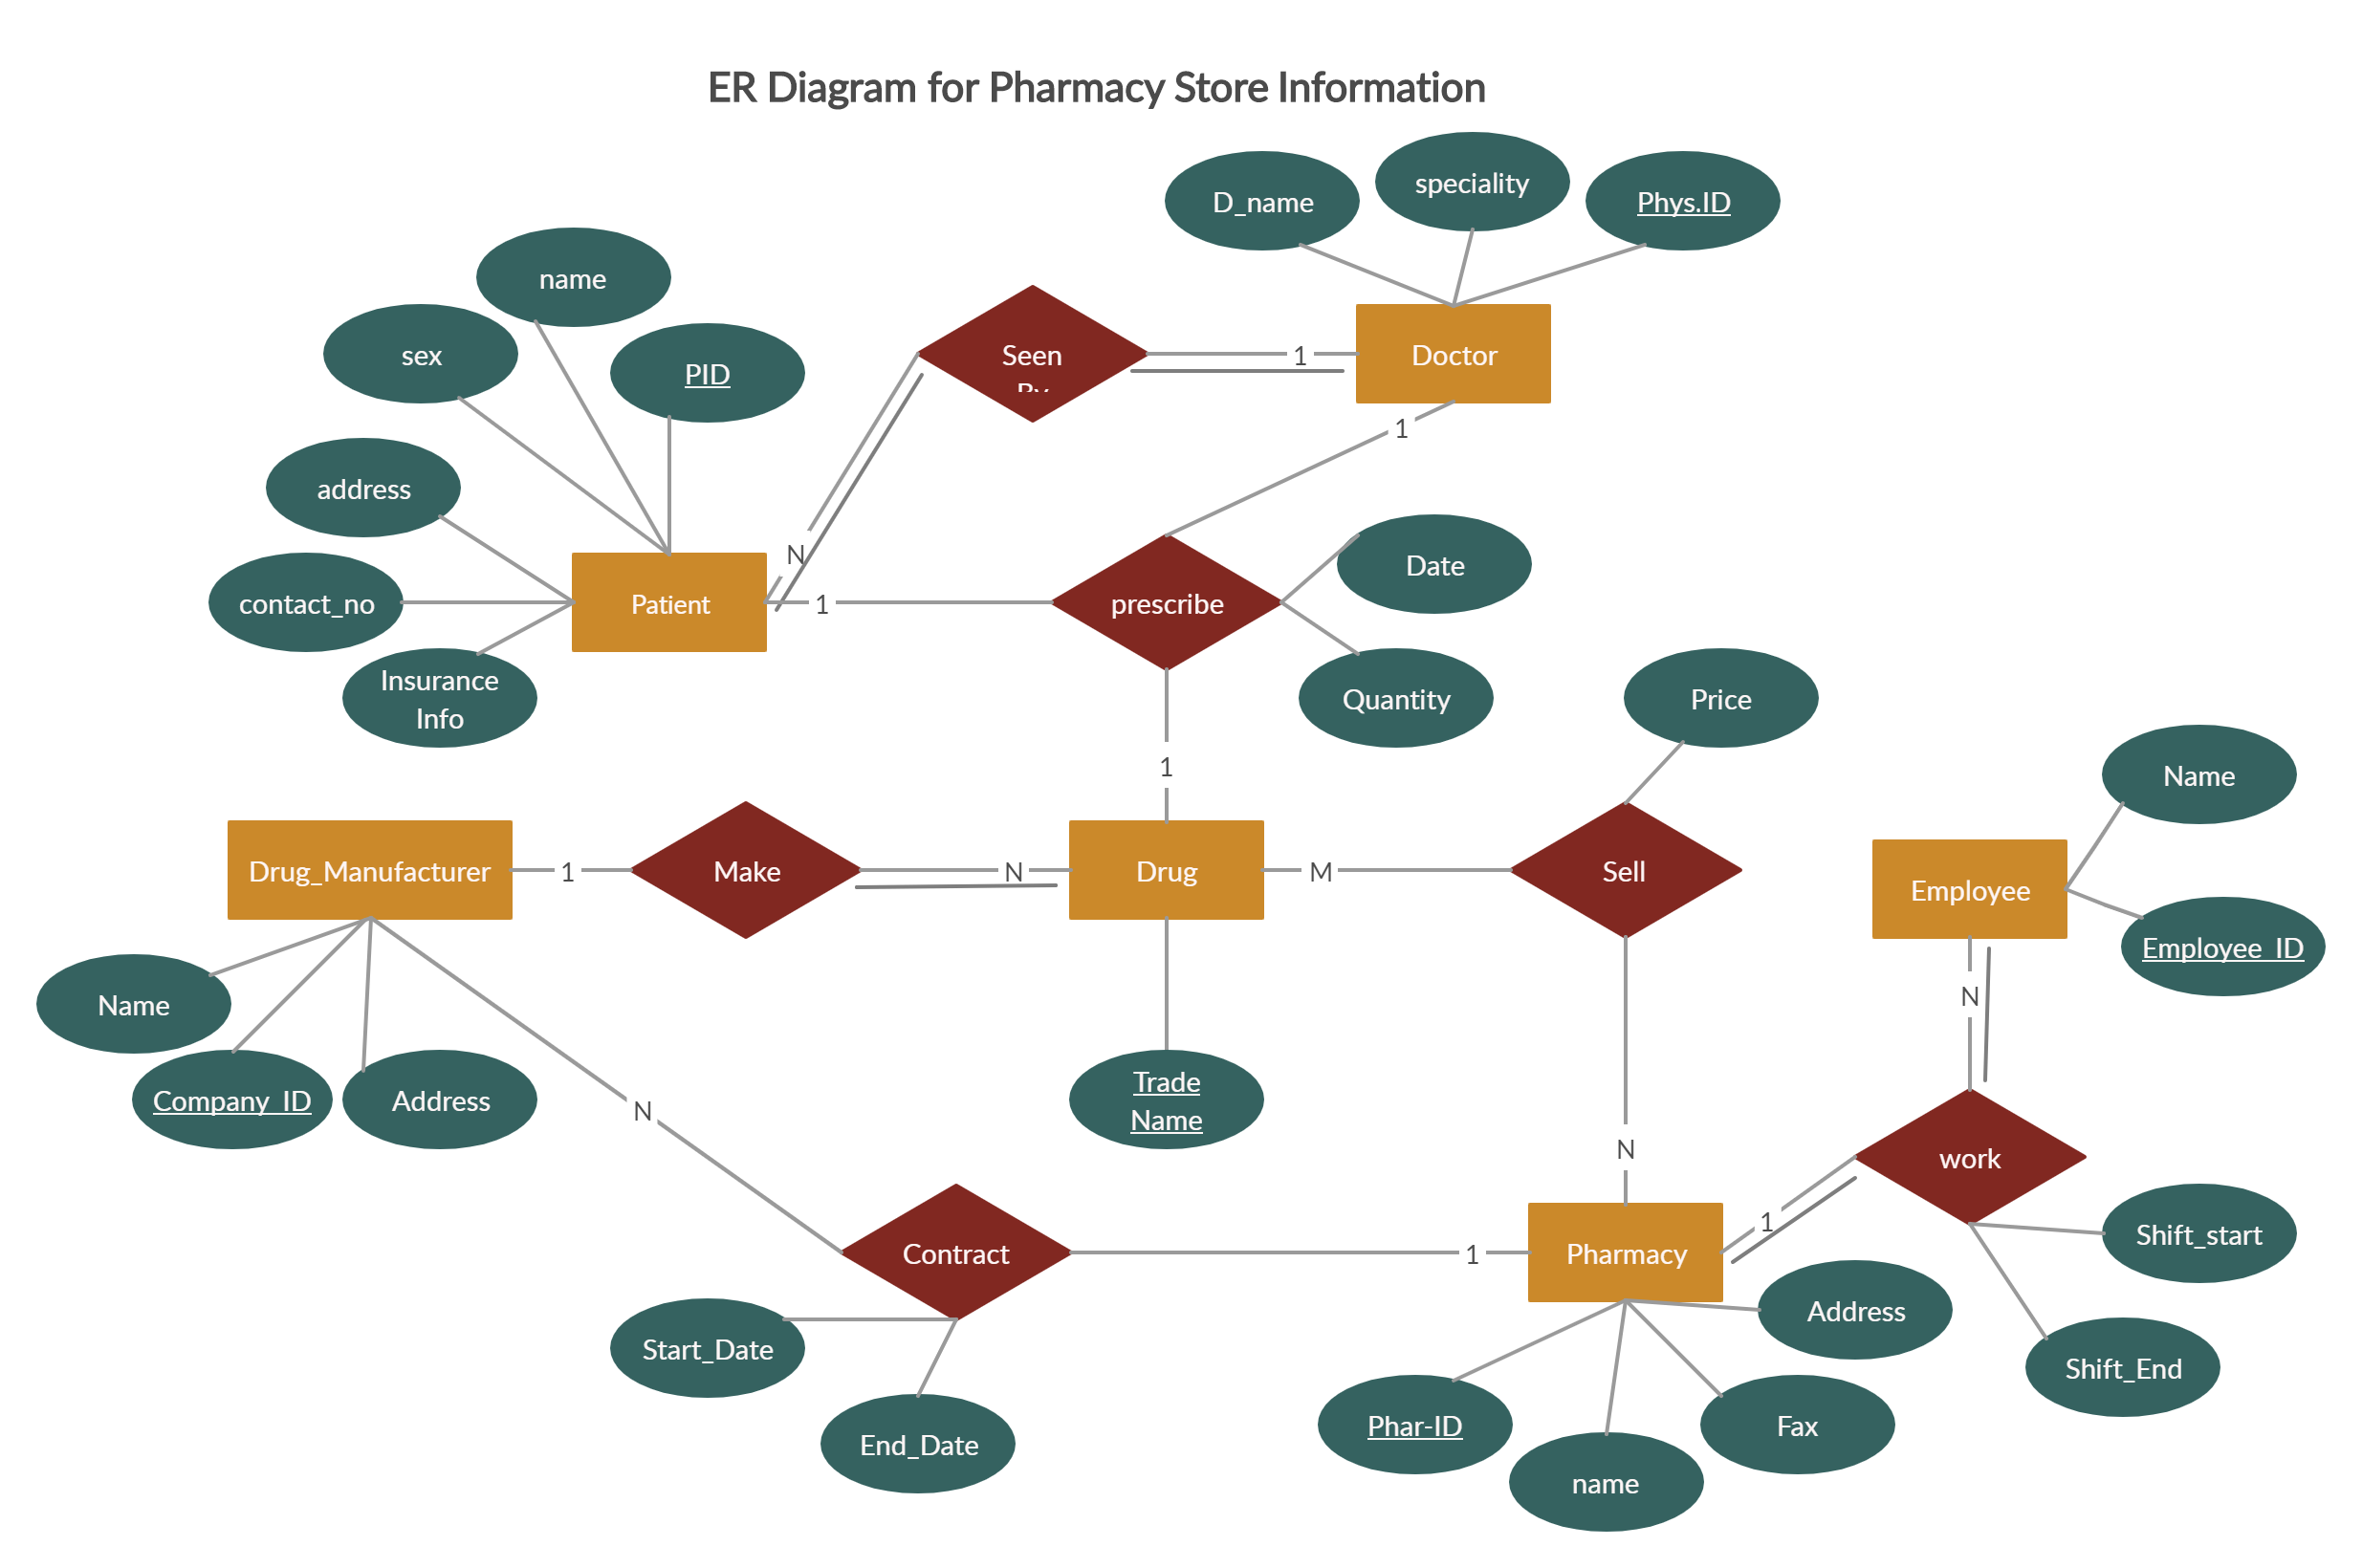 ER Diagram for Pharmacy Store Information
D_name
speciality
Phys.ID
name
sex
PID
Seen
Doctor
1
1
address
N
Date
contact_no
Patient
1
prescribe
Insurance
Info
Quantity
Price
1
Name
Drug_Manufacturer
1
Make
N
Drug
M
Sell
Employee
Employee_ID
Name
N
Company_ID
Address
Trade
Name
N
N
work
Contract
1
Pharmacy
1
Shift_start
Address
Start_Date
Shift_End
End_Date
Phar-ID
Fax
name